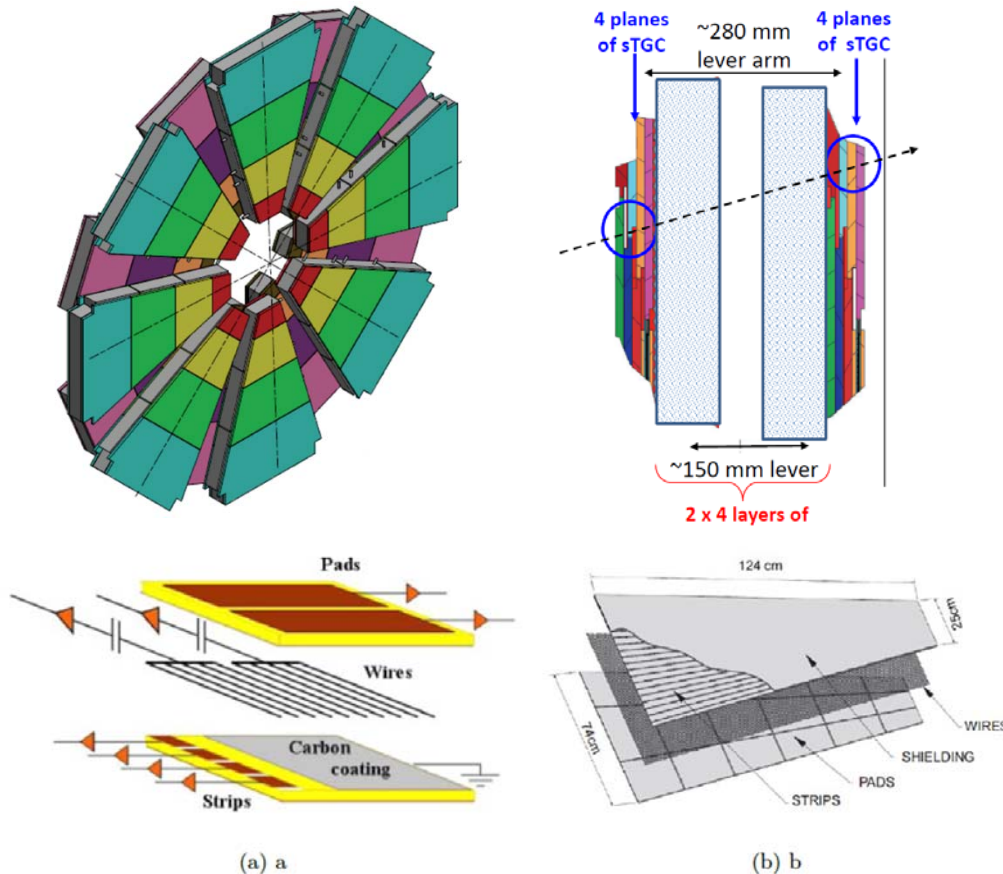 4 planes
of sTGC
~280 mm
lever arm
4 planes
of sTGC
~150 mm lever
2 x 4 layers of
Pads
Wires
Carbon
coating
Strips
124 cm
25cm
74cm
WIRES
SHIELDING
PADS
STRIPS
(a) a
(b) b